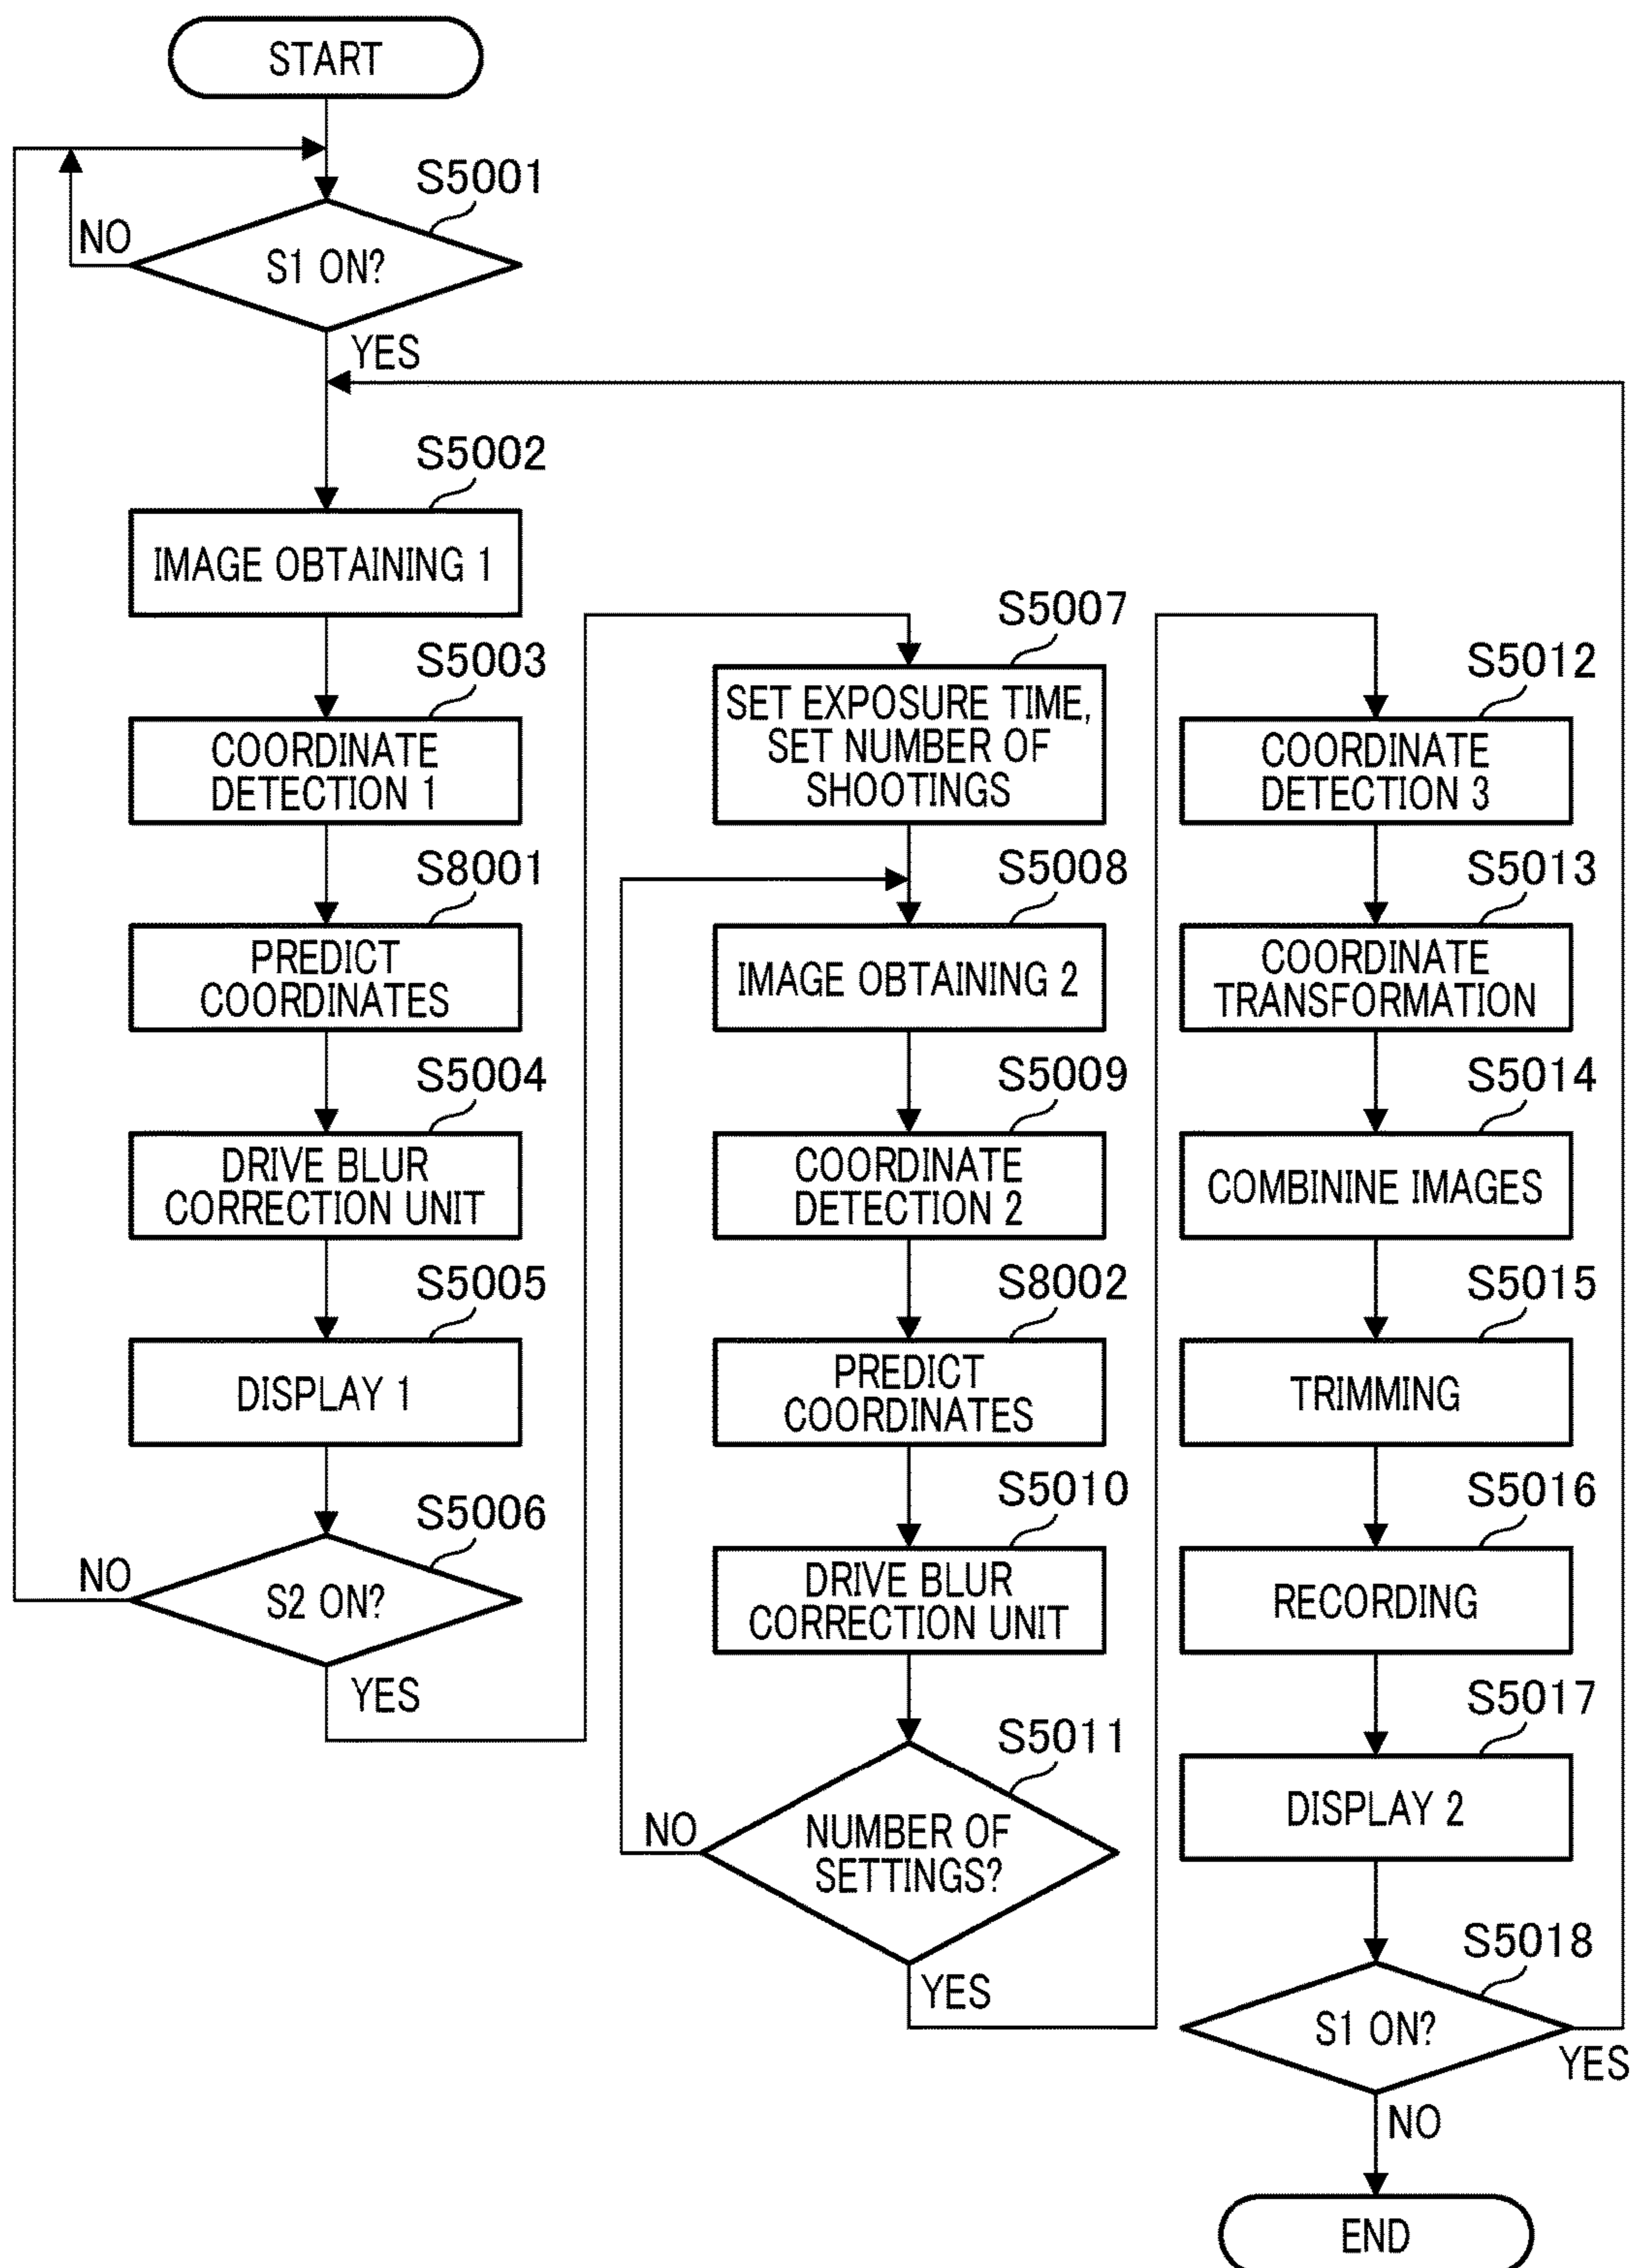 START
S5001
NO
S1 ON?
YES
S5002
IMAGE OBTAINING 1
S5003
COORDINATE
DETECTION 1
S8001
PREDICT
COORDINATES
S5004
DRIVE BLUR
CORRECTION UNIT
S5005
DISPLAY 1
S5006
NO
S2 ON?
YES
S5007
SET EXPOSURE TIME,
SET NUMBER OF
SHOOTINGS
S5008
IMAGE OBTAINING 2
S5009
COORDINATE
DETECTION 2
S8002
PREDICT
COORDINATES
S5010
DRIVE BLUR
CORRECTION UNIT
S5011
NO
NUMBER OF
SETTINGS?
YES
S5012
COORDINATE
DETECTION 3
S5013
COORDINATE
TRANSFORMATION
S5014
COMBININE IMAGES
S5015
TRIMMING
S5016
RECORDING
S5017
DISPLAY 2
S5018
S1 ON?
YES
NO
END